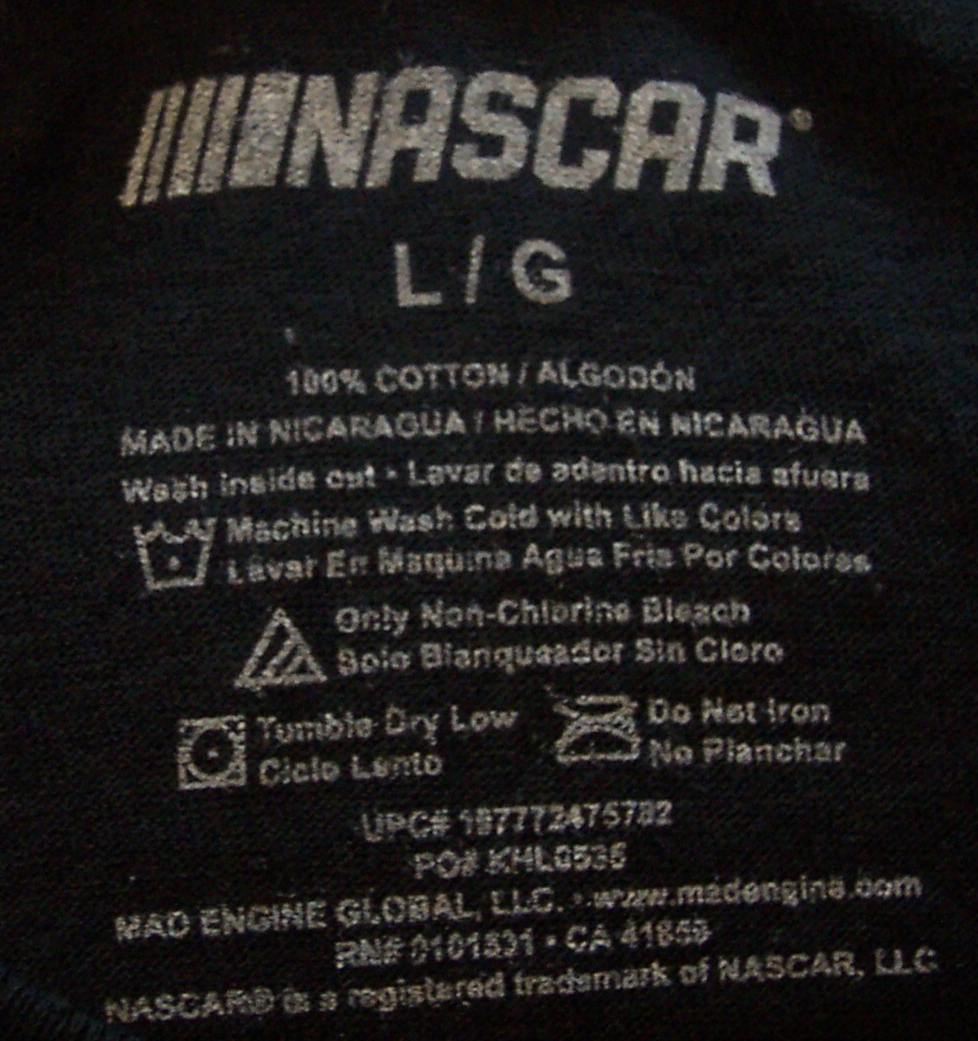 NASCAR®
L / G
100% COTTON / ALGODÓN
MADE IN NICARAGUA / HECHO EN NICARAGUA
Wash inside out • Lavar de adentro hacia afuera
Machine Wash Cold with Like Colors
Lavar En Maquina Agua Fria Por Colores
Only Non-Chlorine Bleach
Solo Blanqueador Sin Cloro
Tumble Dry Low
Ciclo Lento
Do Not Iron
No Planchar
UPC#
PO# KHL0535
MAD ENGINE GLOBAL, LLC. • www.madengine.com
RN# • CA
NASCAR® is a registered trademark of NASCAR, LLC